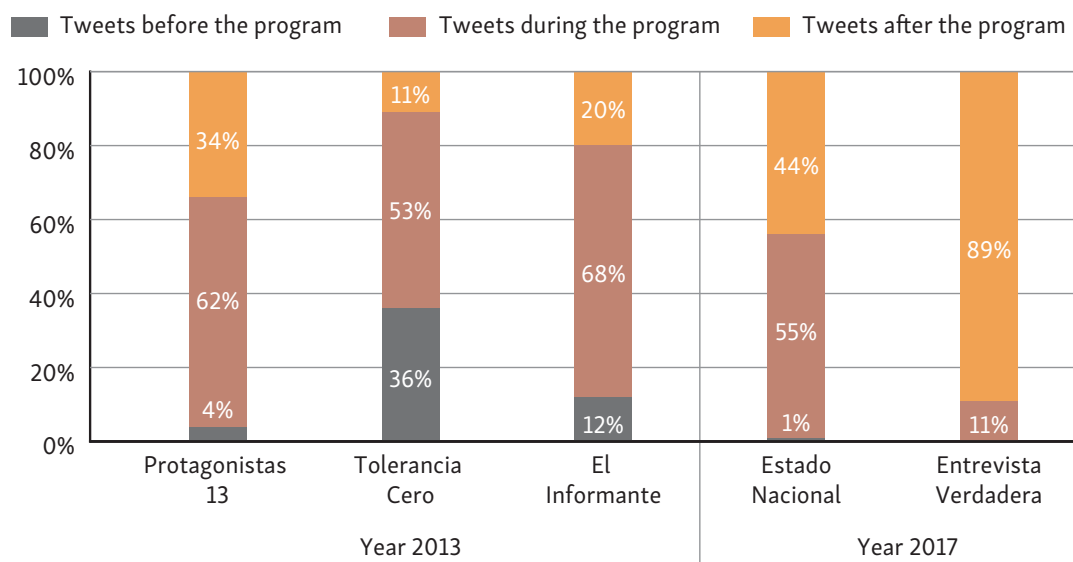 Tweets before the program Tweets during the program Tweets after the program
100%
80%
60%
40%
20%
0%
34%
62%
4%
11%
53%
36%
20%
68%
12%
44%
55%
1%
89%
11%
Protagonistas
13
Tolerancia
Cero
El
Informante
Estado
Nacional
Entrevista
Verdadera
Year 2013
Year 2017